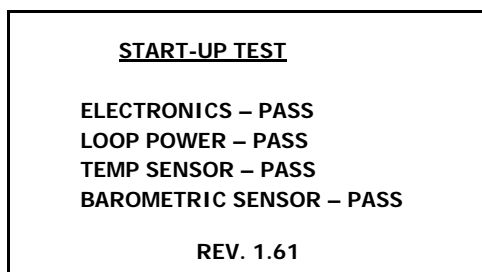 START-UP TEST
ELECTRONICS – PASS
LOOP POWER – PASS
TEMP SENSOR – PASS
BAROMETRIC SENSOR – PASS
REV. 1.61